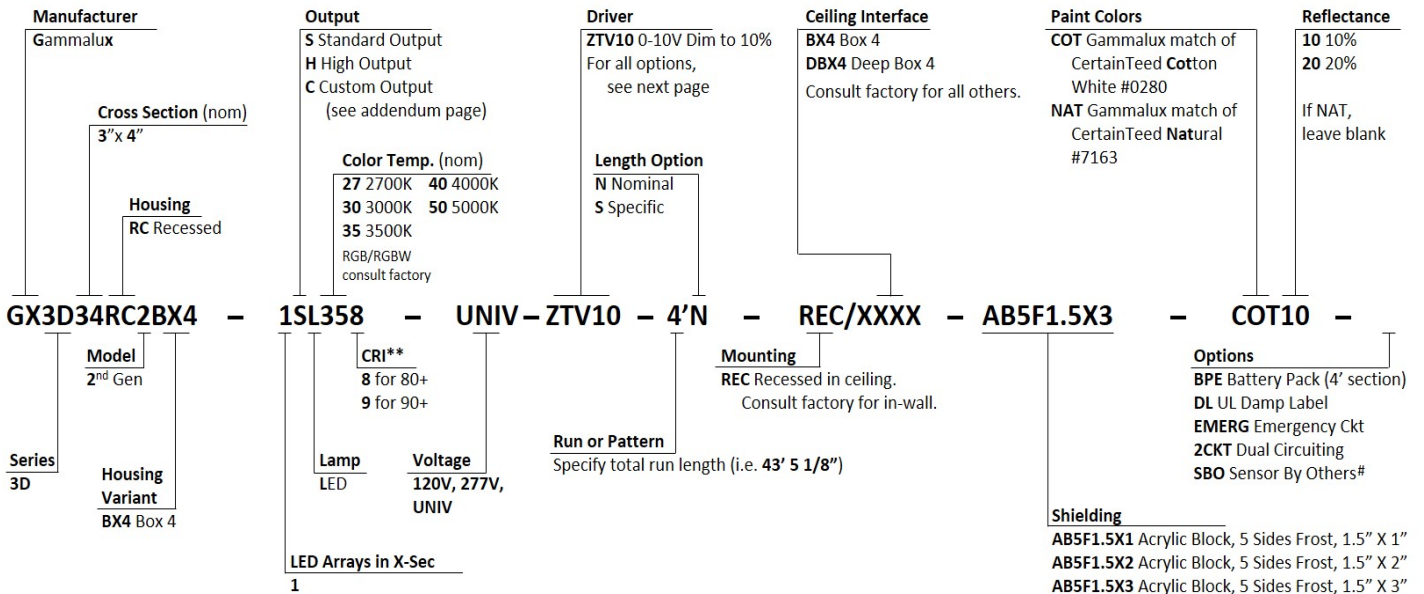 Manufacturer
Gammalux
Cross Section (nom)
3”x 4”
Housing
RC Recessed
Output
S Standard Output
H High Output
C Custom Output
(see addendum page)
Color Temp. (nom)
27 2700K 40 4000K
30 3000K 50 5000K
35 3500K
RGB/RGBW
consult factory
Driver
ZTV10 0-10V Dim to 10%
For all options,
see next page
Length Option
N Nominal
S Specific
Ceiling Interface
BX4 Box 4
DBX4 Deep Box 4
Consult factory for all others.
Paint Colors
COT Gammalux match of
CertainTeed Cotton
White #0280
NAT Gammalux match of
CertainTeed Natural
#7163
Reflectance
10 10%
20 20%
If NAT,
leave blank
GX3D34RC2BX4 – 1SL358 – UNIV – ZTV10 – 4’N – REC/XXXX – AB5F1.5X3 – COT10 –
Model
2nd Gen
Series
3D
Housing
Variant
BX4 Box 4
CRI**
8 for 80+
9 for 90+
Lamp
LED
Voltage
120V, 277V,
UNIV
LED Arrays in X-Sec
1
Run or Pattern
Specify total run length (i.e. 43’ 5 1/8”)
Mounting
REC Recessed in ceiling.
Consult factory for in-wall.
Options
BPE Battery Pack (4’ section)
DL UL Damp Label
EMERG Emergency Ckt
2CKT Dual Circuiting
SBO Sensor By Others#
Shielding
AB5F1.5X1 Acrylic Block, 5 Sides Frost, 1.5” X 1”
AB5F1.5X2 Acrylic Block, 5 Sides Frost, 1.5” X 2”
AB5F1.5X3 Acrylic Block, 5 Sides Frost, 1.5” X 3”